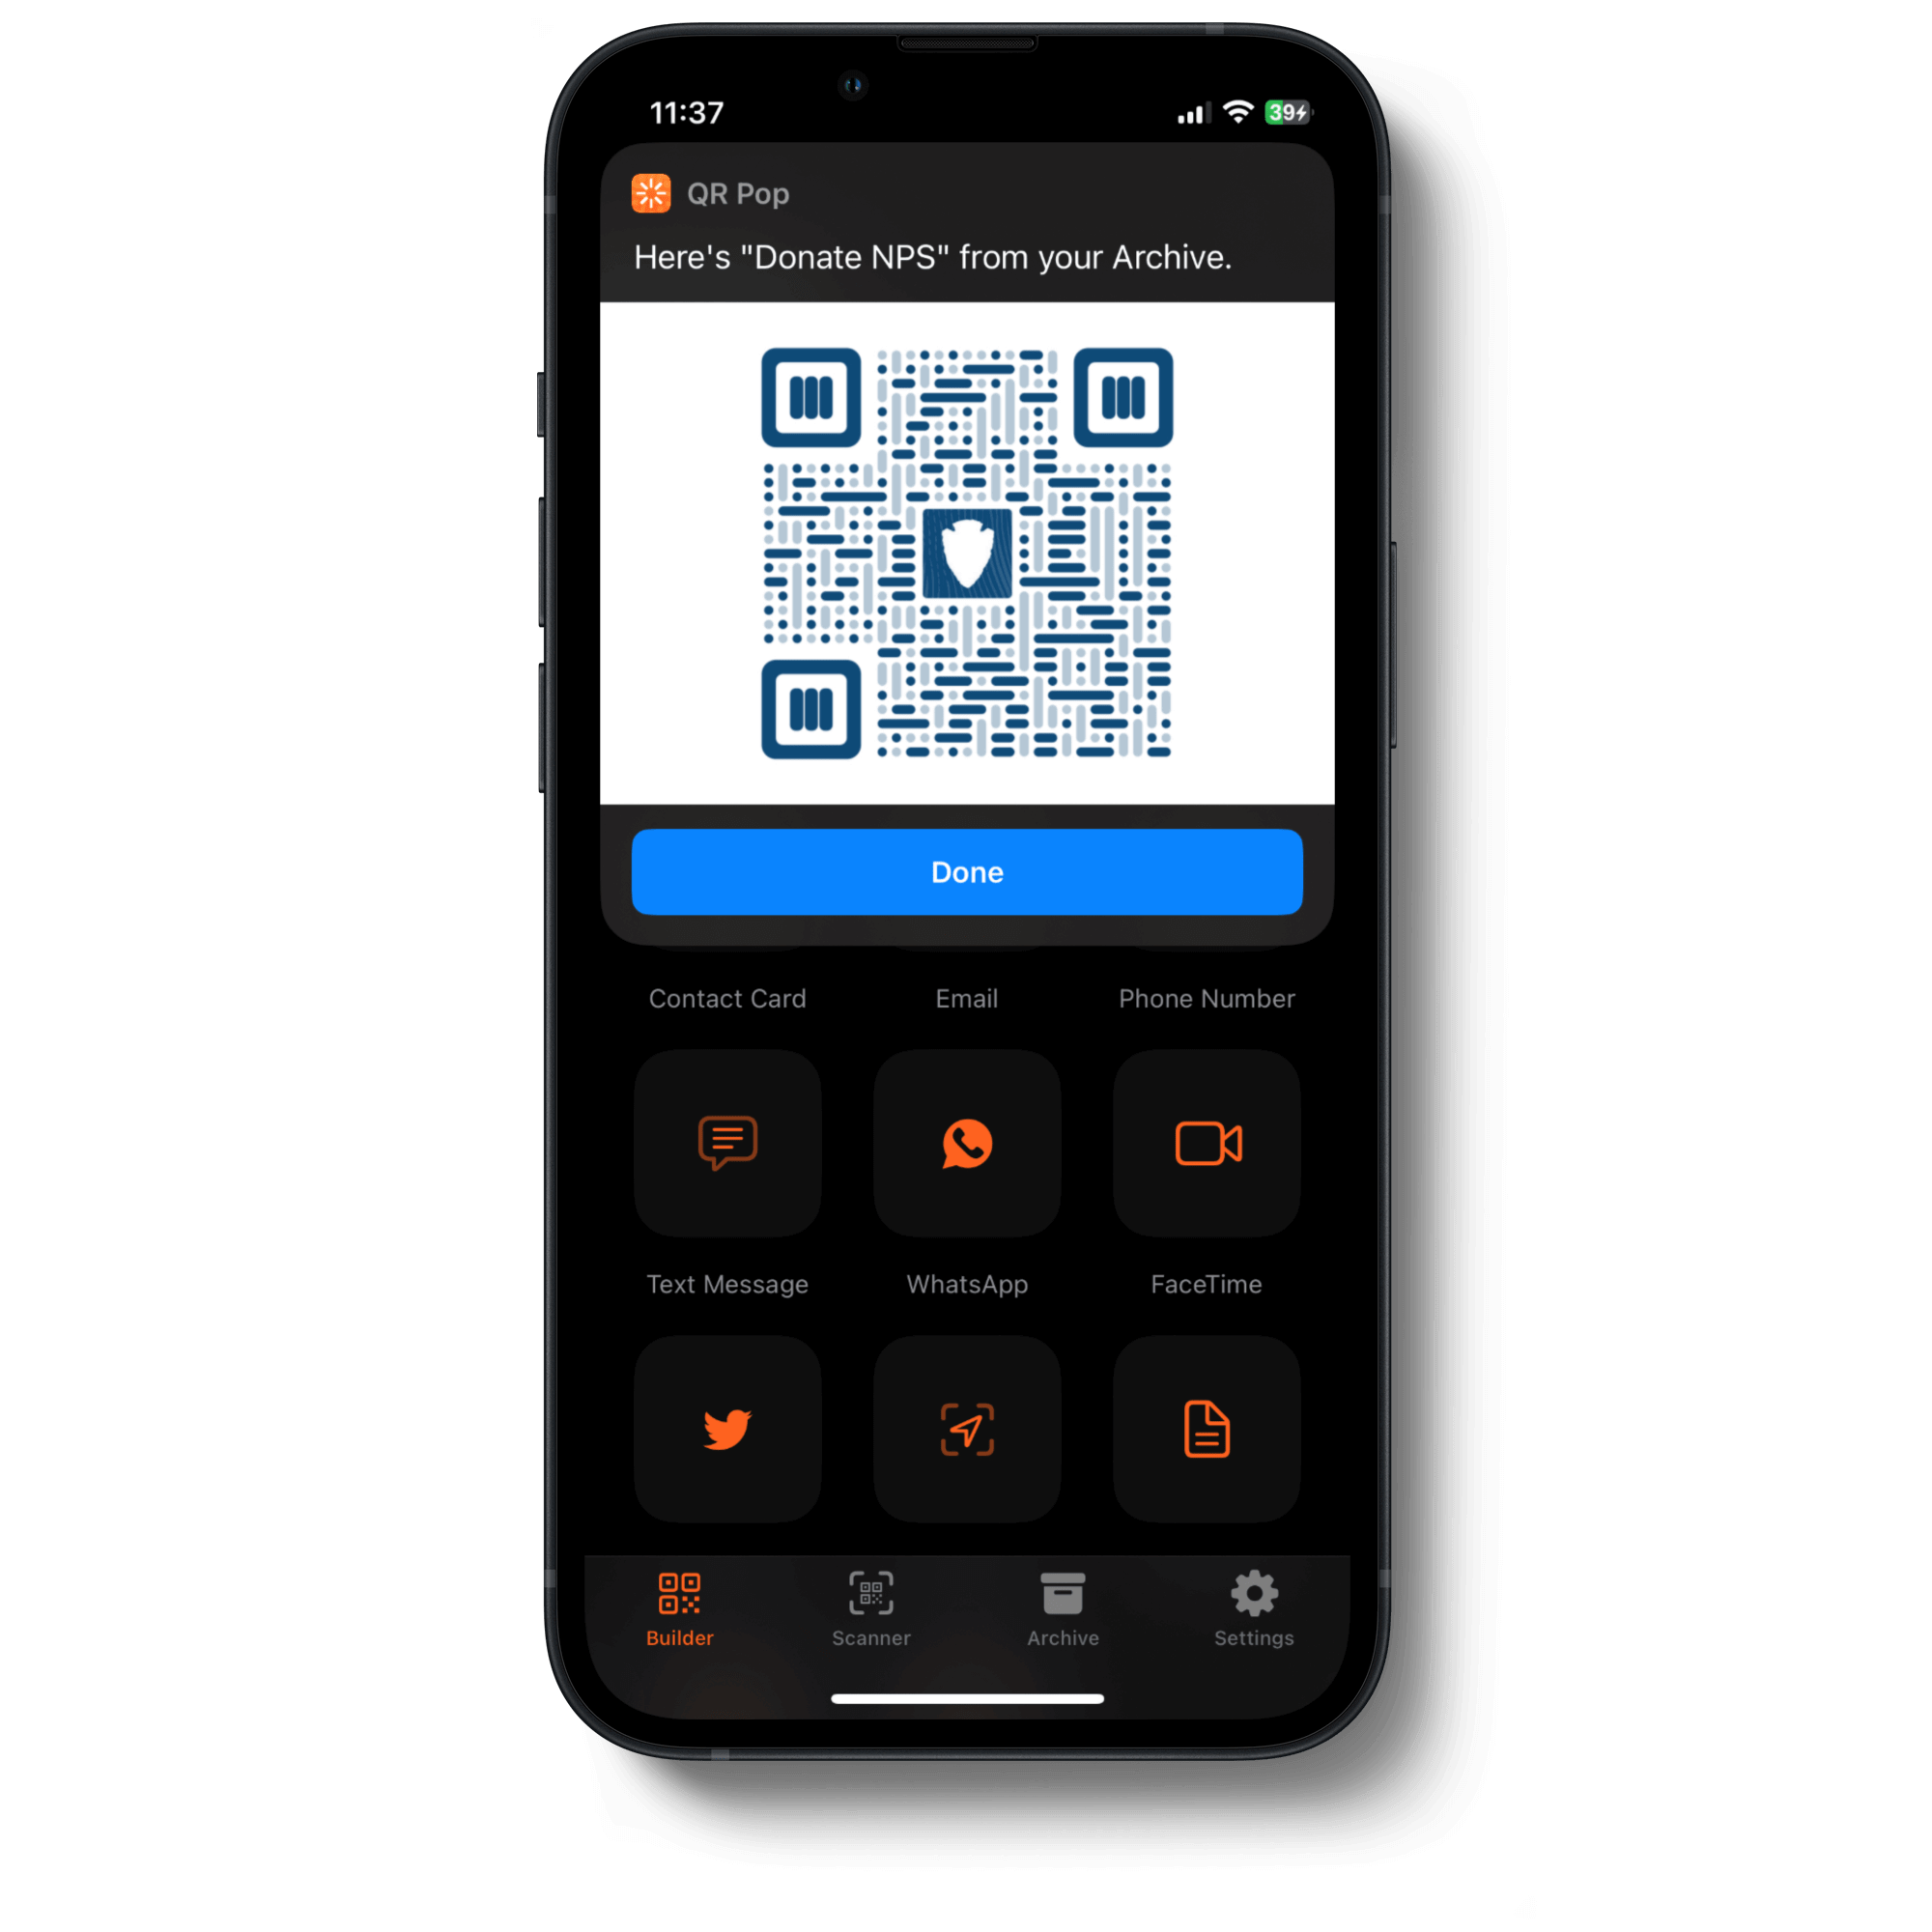 11:37
39
QR Pop
Here's "Donate NPS" from your Archive.
Done
Contact Card Email Phone Number
Text Message WhatsApp FaceTime
Builder Scanner Archive Settings